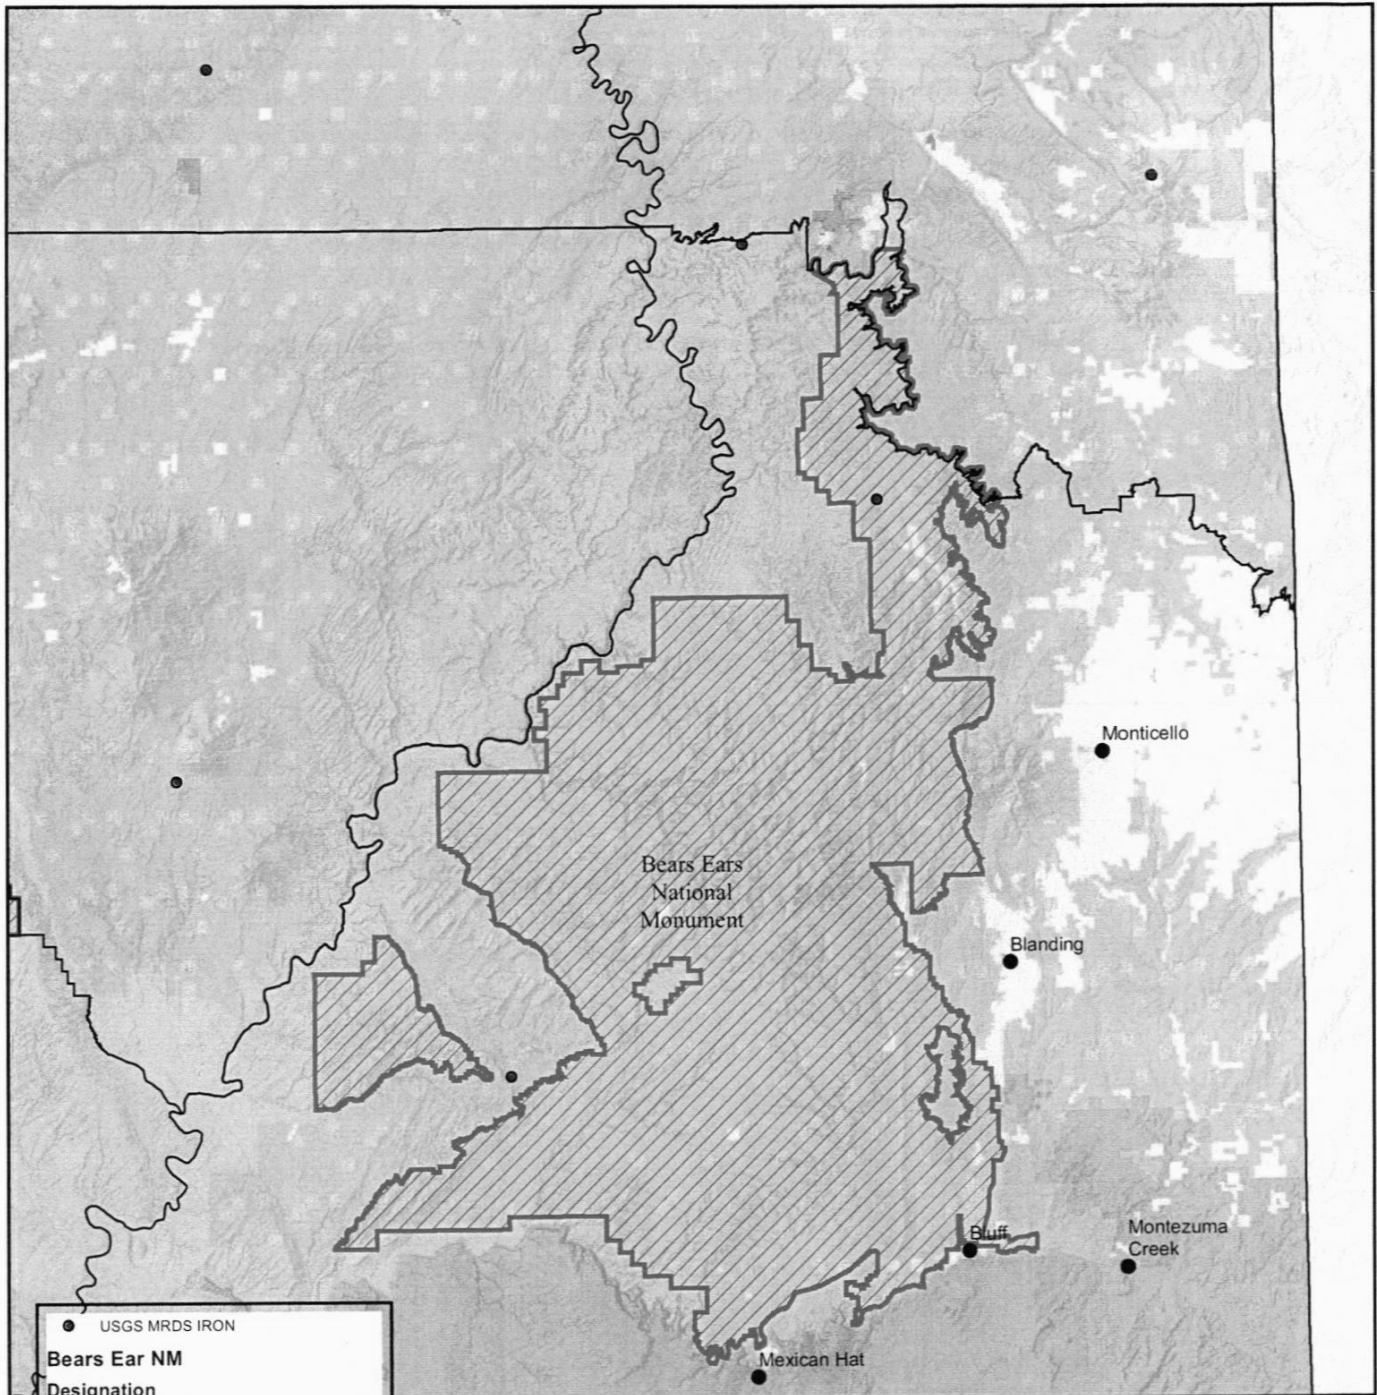 Monticello
Bears Ears
National
Monument
Blanding
Bluff
Montezuma
Creek
USGS MRDS IRON
Bears Ear NM
Designation
Mexican Hat